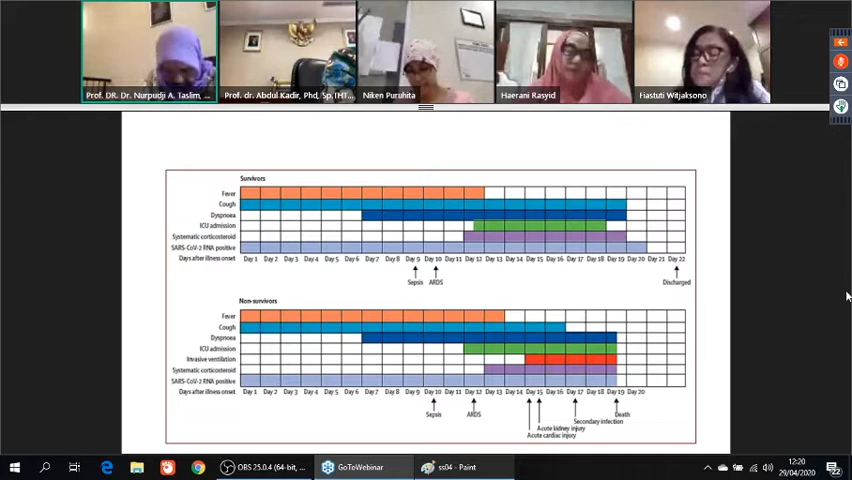 Prof. DR. Dr. Nurpudji A. Taslim, ...
Prof. dr. Abdul Kadir, Phd, Sp.THT...
Niken Puruhita
Haerani Rasyid
Fiastuti Witjaksono
Survivors
Fever
Cough
Dyspnoea
ICU admission
Systematic corticosteroid
SARS-CoV-2 RNA positive
Days after illness onset Day 1 Day 2 Day 3 Day 4 Day 5 Day 6 Day 7 Day 8 Day 9 Day 10 Day 11 Day 12 Day 13 Day 14 Day 15 Day 16 Day 17 Day 18 Day 19 Day 20 Day 21 Day 22
Sepsis ARDS Discharged
Non-survivors
Fever
Cough
Dyspnoea
ICU admission
Invasive ventilation
Systematic corticosteroid
SARS-CoV-2 RNA positive
Days after illness onset Day 1 Day 2 Day 3 Day 4 Day 5 Day 6 Day 7 Day 8 Day 9 Day 10 Day 11 Day 12 Day 13 Day 14 Day 15 Day 16 Day 17 Day 18 Day 19 Day 20
Sepsis ARDS Death
Secondary infection
Acute kidney injury
Acute cardiac injury
OBS 25.0.4 (64-bit, ...
GoToWebinar
ss04 - Paint
12:20
29/04/2020
22